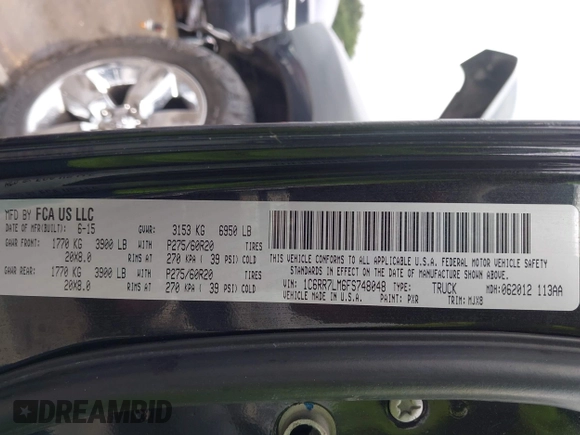 MFD BY FCA US LLC
DATE OF MFR(BUILT): 6-15 GVWR: 3153 KG 6950 LB
GAWR FRONT: 1770 KG 3900 LB WITH P275/60R20 TIRES
20X8.0 RIMS AT 270 KPA ( 39 PSI) COLD
GAWR REAR: 1770 KG 3900 LB WITH P275/60R20 TIRES
20X8.0 RIMS AT 270 KPA ( 39 PSI) COLD
THIS VEHICLE CONFORMS TO ALL APPLICABLE U.S.A. FEDERAL MOTOR VEHICLE SAFETY
STANDARDS IN EFFECT ON THE DATE OF MANUFACTURE SHOWN ABOVE.
VIN: 1C6RR7LM6FS748048 TYPE: TRUCK MDH: 062012 113AA
VEHICLE MADE IN U.S.A. PAINT: PXR TRIM: MJX8
DREAMBID